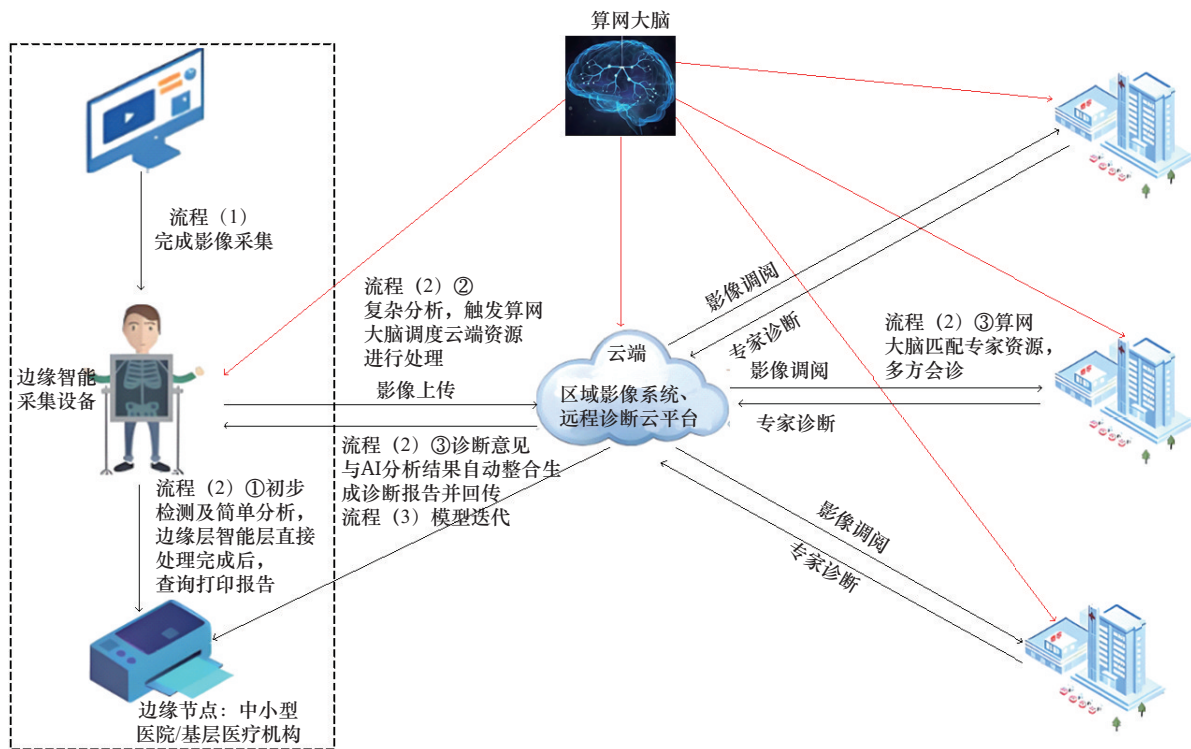 算网大脑
流程（1）
完成影像采集
边缘智能
采集设备
流程（2）①初步
检测及简单分析，
边缘层智能层直接
处理完成后，
查询打印报告
边缘节点：中小型
医院/基层医疗机构
流程（2）②
复杂分析，触发算网
大脑调度云端资源
进行处理
影像上传
流程（2）③诊断意见
与AI分析结果自动整合生
成诊断报告并回传
流程（3）模型迭代
云端
区域影像系统、
远程诊断云平台
影像调阅
专家诊断
影像调阅
专家诊断
流程（2）③算网
大脑匹配专家资源，
多方会诊
影像调阅
专家诊断